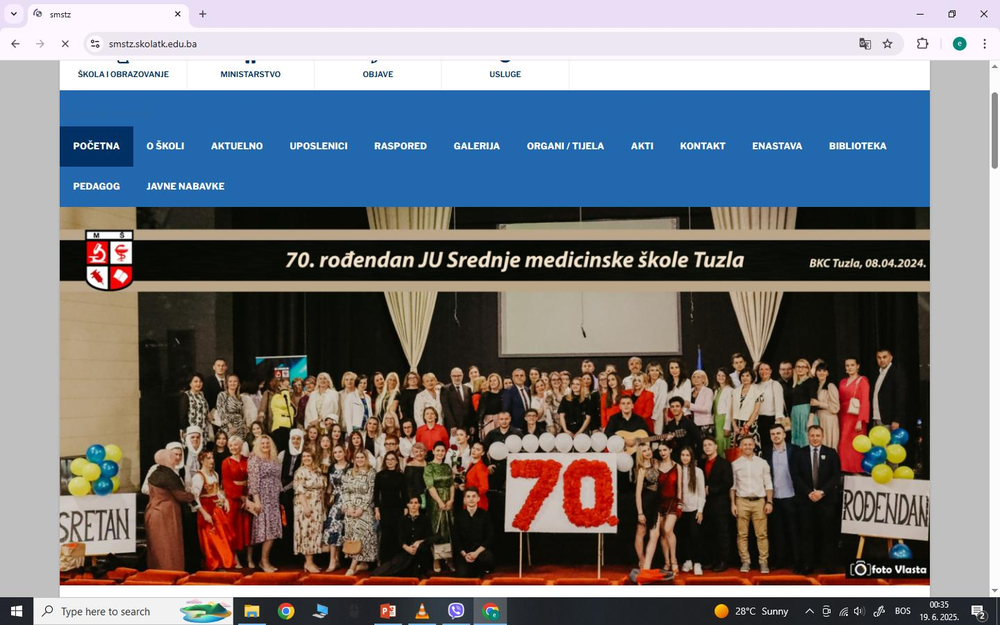 smstz
smstz.skolatk.edu.ba
e
ŠKOLA I OBRAZOVANJE
MINISTARSTVO
OBJAVE
USLUGE
POČETNA
O ŠKOLI
AKTUELNO
UPOSLENICI
RASPORED
GALERIJA
ORGANI / TIJELA
AKTI
KONTAKT
ENASTAVA
BIBLIOTEKA
PEDAGOG
JAVNE NABAVKE
M Š
70. rođendan JU Srednje medicinske škole Tuzla
BKC Tuzla, 08.04.2024.
70.
SRETAN
ROĐENDAN
foto Vlasta
Type here to search
28°C Sunny
BOS
00:35
19. 6. 2025.
2